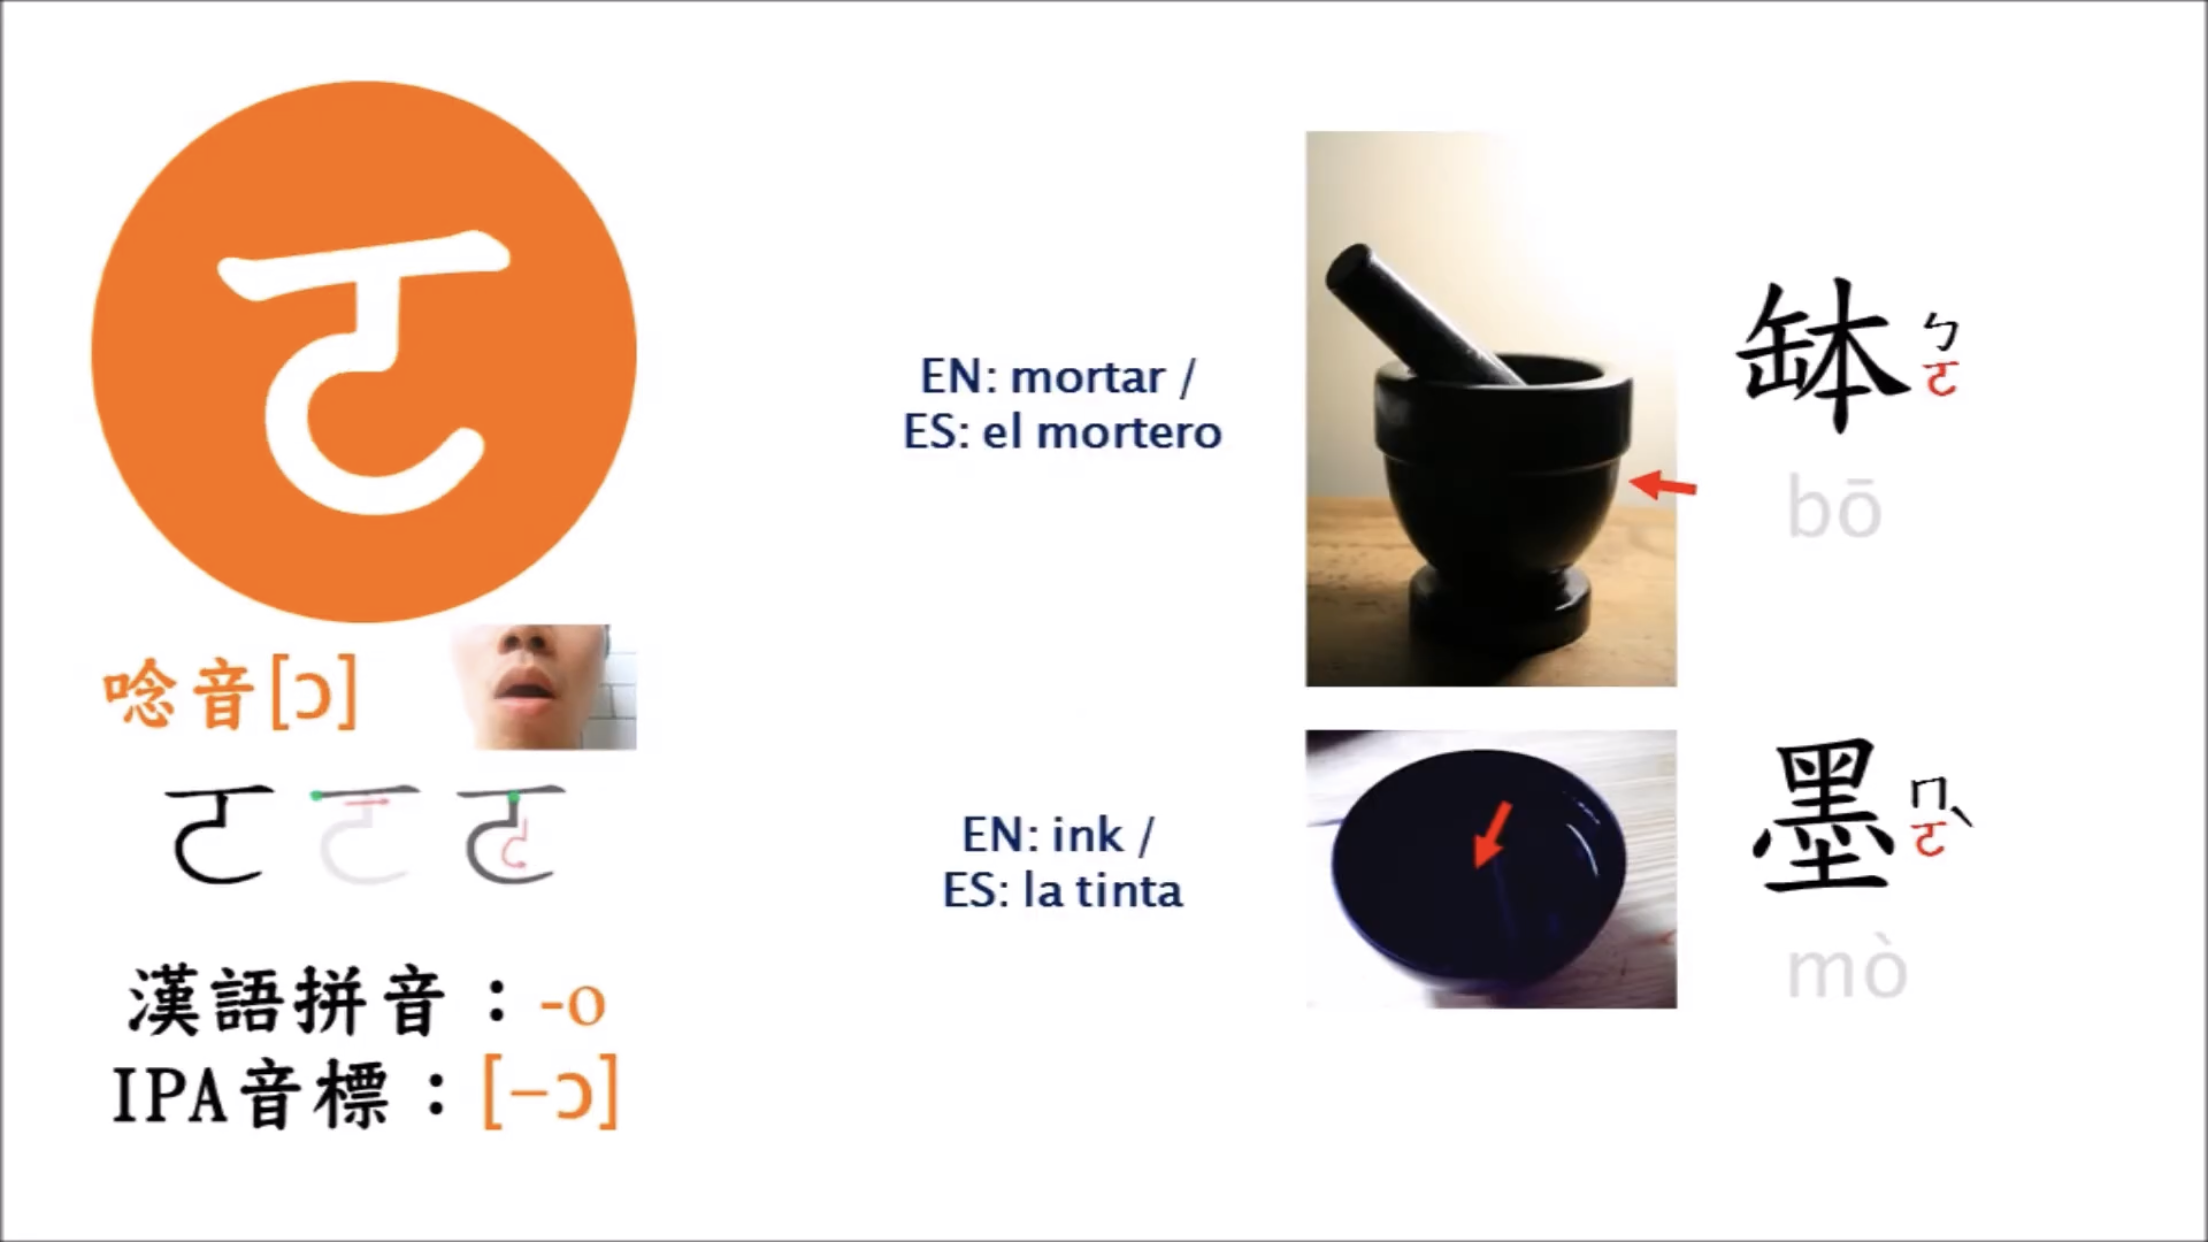 ㄛ
唸音[ɔ]
ㄛ ㄛ ㄛ
漢語拼音：-o
IPA音標：[-ɔ]
EN: mortar /
ES: el mortero
缽 ㄅㄛ
bō
EN: ink /
ES: la tinta
墨 ㄇㄛˋ
mò